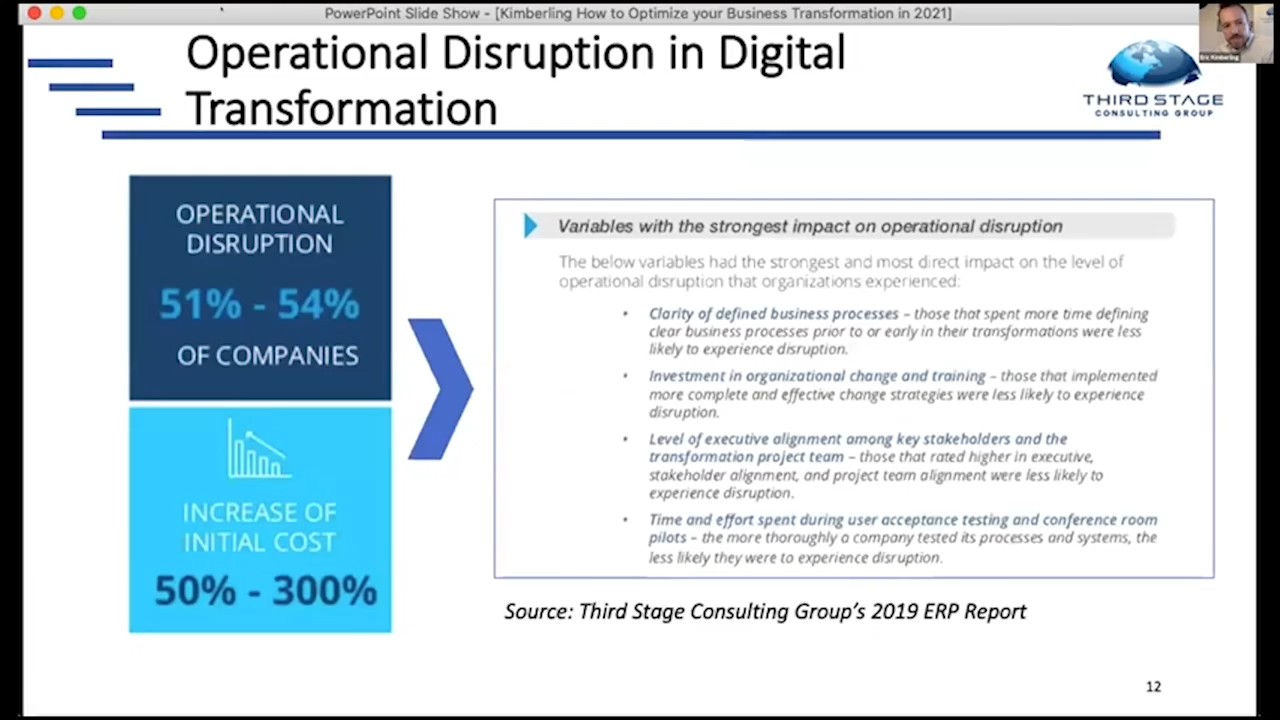 PowerPoint Slide Show - [Kimberling How to Optimize your Business Transformation in 2021]
Operational Disruption in Digital
Transformation
THIRD STAGE
CONSULTING GROUP
Eric Kimberling
OPERATIONAL
DISRUPTION
51% - 54%
OF COMPANIES
INCREASE OF
INITIAL COST
50% - 300%
Variables with the strongest impact on operational disruption
The below variables had the strongest and most direct impact on the level of
operational disruption that organizations experienced:
• Clarity of defined business processes – those that spent more time defining
clear business processes prior to or early in their transformations were less
likely to experience disruption.
• Investment in organizational change and training – those that implemented
more complete and effective change strategies were less likely to experience
disruption.
• Level of executive alignment among key stakeholders and the
transformation project team – those that rated higher in executive,
stakeholder alignment, and project team alignment were less likely to
experience disruption.
• Time and effort spent during user acceptance testing and conference room
pilots – the more thoroughly a company tested its processes and systems, the
less likely they were to experience disruption.
Source: Third Stage Consulting Group's 2019 ERP Report
12